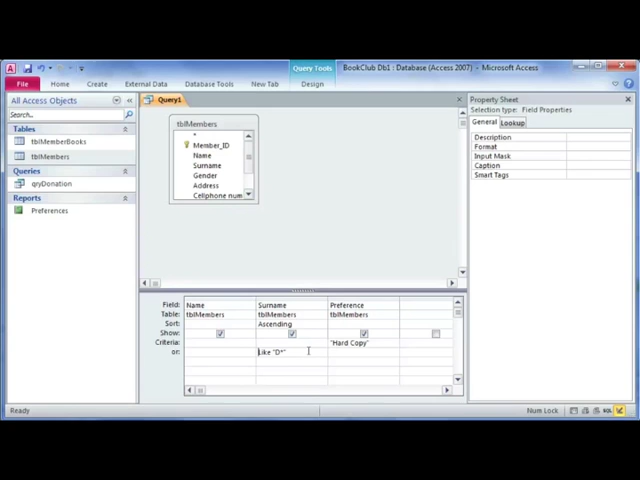 Query Tools
BookClub Db1 : Database (Access 2007) - Microsoft Access
File Home Create External Data Database Tools New Tab Design
All Access Objects
Search...
Tables
tblMemberBooks
tblMembers
Queries
qryDonation
Reports
Preferences
Query1
tblMembers
*
Member_ID
Name
Surname
Gender
Address
Cellphone num
Field: Name Surname Preference
Table: tblMembers tblMembers tblMembers
Sort: Ascending
Show:
Criteria: "Hard Copy"
or: Like "D*"
Property Sheet
Selection type: Field Properties
General Lookup
Description
Format
Input Mask
Caption
Smart Tags
Ready
Num Lock
SQL